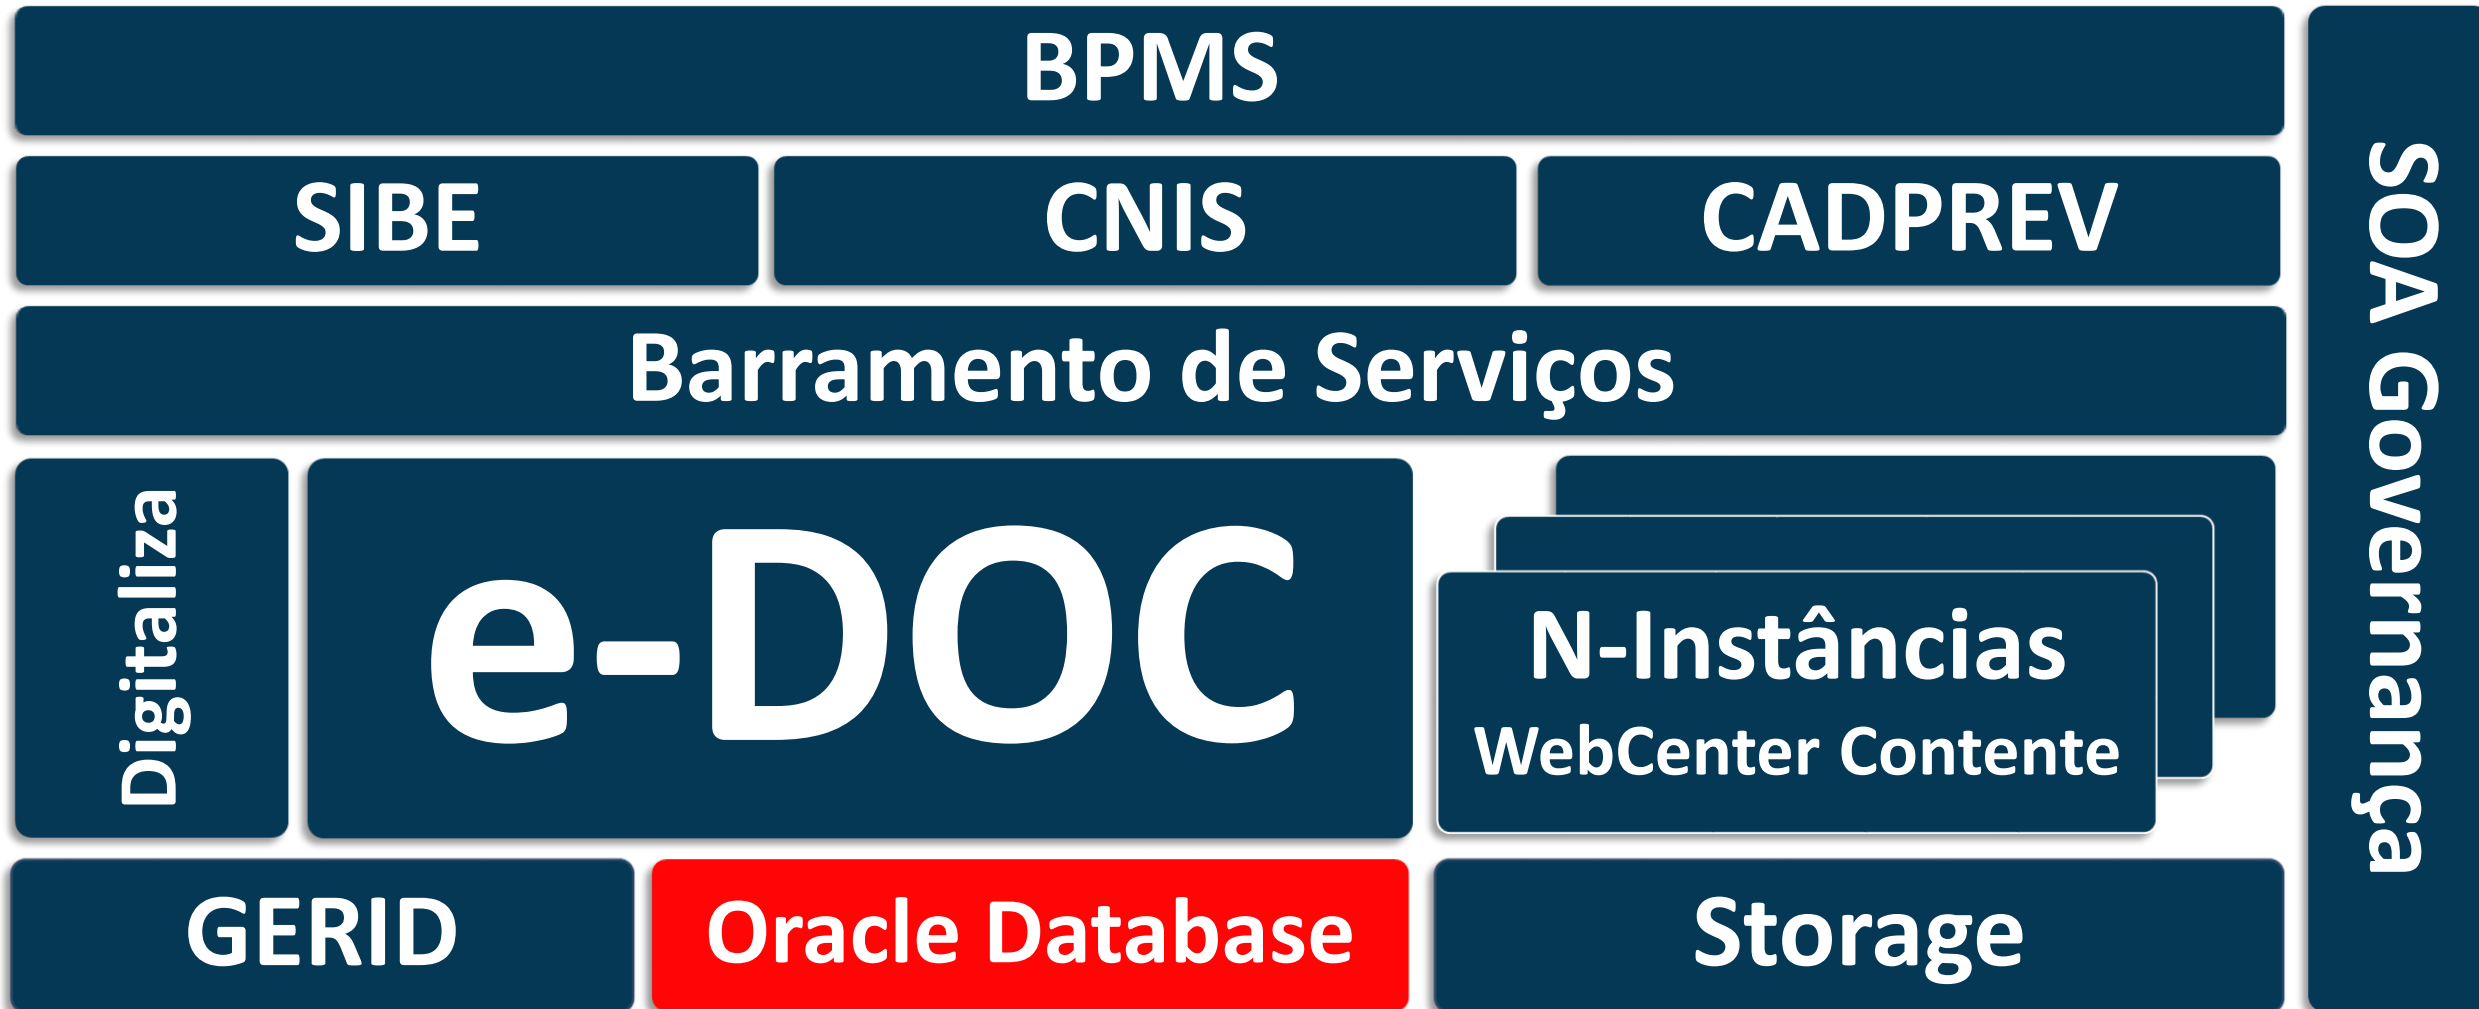 BPMS
SIBE
CNIS
CADPREV
Barramento de Serviços
Digitaliza
e-DOC
N-Instâncias
WebCenter Contente
GERID
Oracle Database
Storage
SOA Governança